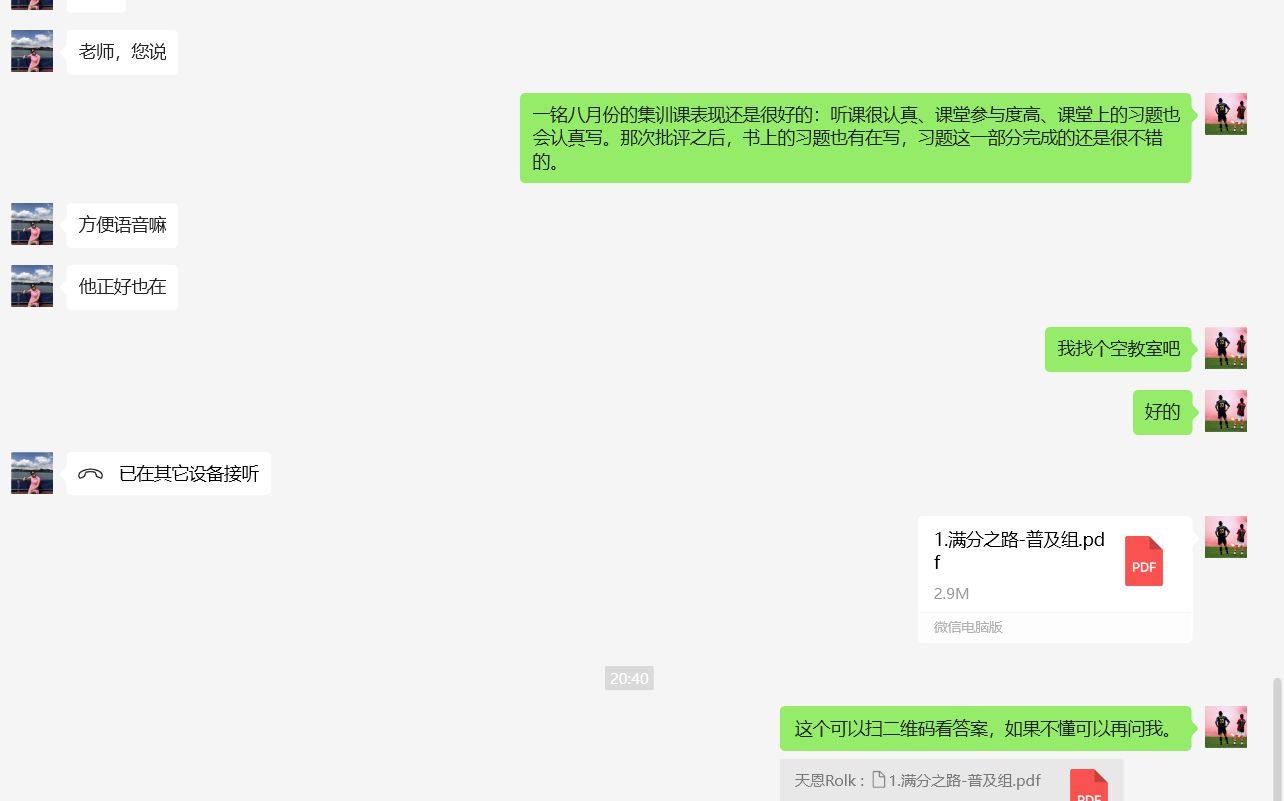 老师，您说
一铭八月份的集训课表现还是很好的：听课很认真、课堂参与度高、课堂上的习题也
会认真写。那次批评之后，书上的习题也有在写，习题这一部分完成的还是很不错
的。
方便语音嘛
他正好也在
我找个空教室吧
好的
已在其它设备接听
1.满分之路-普及组.pd
f
PDF
2.9M
微信电脑版
20:40
这个可以扫二维码看答案，如果不懂可以再问我。
天恩Rolk : 1.满分之路-普及组.pdf
PDF